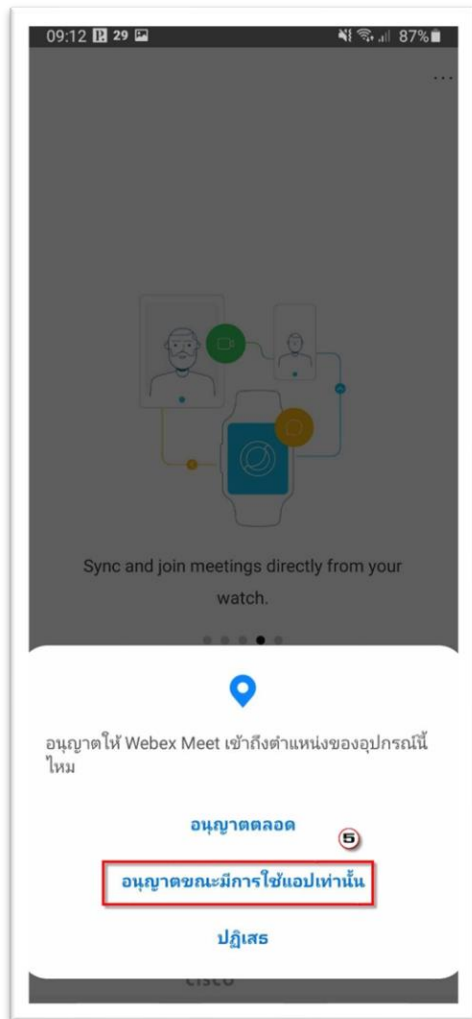 09:12 29 87%
...
Sync and join meetings directly from your
watch.
อนุญาตให้ Webex Meet เข้าถึงตำแหน่งของอุปกรณ์นี้
ไหม
อนุญาตตลอด
5
อนุญาตขณะมีการใช้แอปเท่านั้น
ปฏิเสธ
cisco